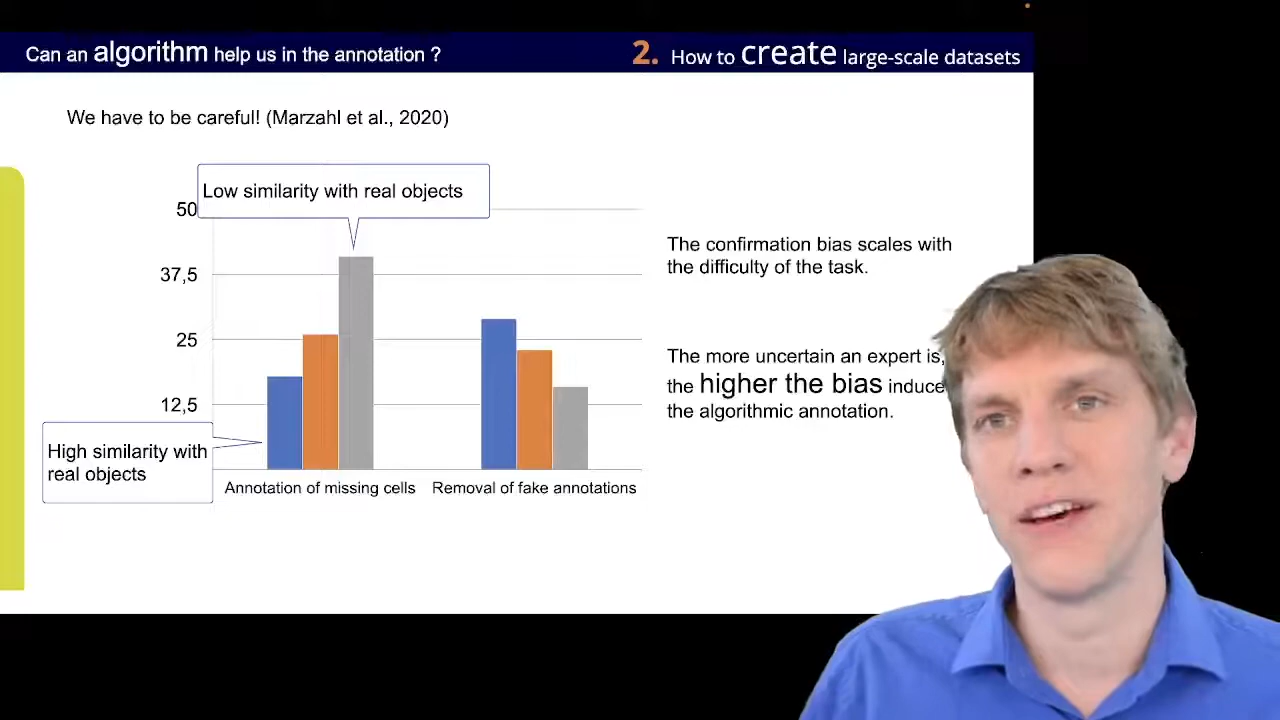 Can an algorithm help us in the annotation ?
2. How to create large-scale datasets
We have to be careful! (Marzahl et al., 2020)
Low similarity with real objects
50
37,5
25
12,5
High similarity with
real objects
Annotation of missing cells
Removal of fake annotations
The confirmation bias scales with
the difficulty of the task.
The more uncertain an expert is,
the higher the bias induce
the algorithmic annotation.